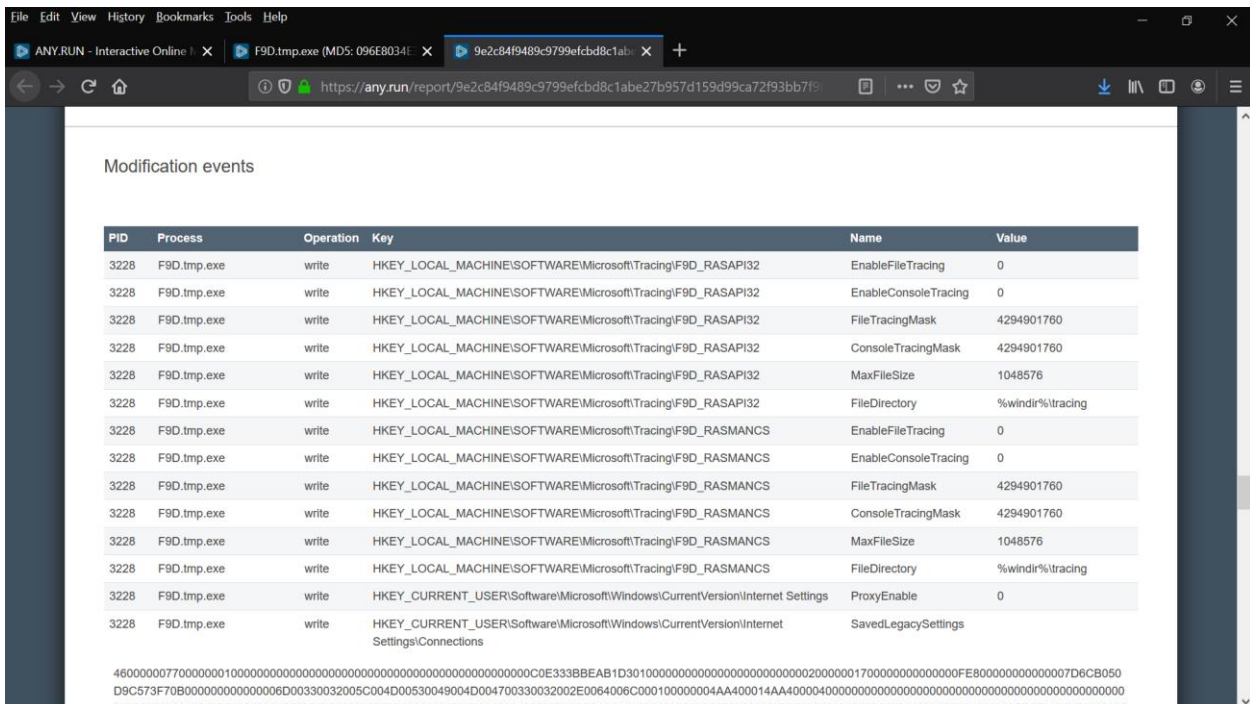 File Edit View History Bookmarks Tools Help
ANY.RUN - Interactive Online
F9D.tmp.exe (MD5: 096E8034E
9e2c84f9489c9799efcbd8c1abe
https://any.run/report/9e2c84f9489c9799efcbd8c1abe27b957d159d99ca72f93bb7f9
Modification events
PID Process Operation Key Name Value
3228 F9D.tmp.exe write HKEY_LOCAL_MACHINE\SOFTWARE\Microsoft\Tracing\F9D_RASAPI32 EnableFileTracing 0
3228 F9D.tmp.exe write HKEY_LOCAL_MACHINE\SOFTWARE\Microsoft\Tracing\F9D_RASAPI32 EnableConsoleTracing 0
3228 F9D.tmp.exe write HKEY_LOCAL_MACHINE\SOFTWARE\Microsoft\Tracing\F9D_RASAPI32 FileTracingMask 4294901760
3228 F9D.tmp.exe write HKEY_LOCAL_MACHINE\SOFTWARE\Microsoft\Tracing\F9D_RASAPI32 ConsoleTracingMask 4294901760
3228 F9D.tmp.exe write HKEY_LOCAL_MACHINE\SOFTWARE\Microsoft\Tracing\F9D_RASAPI32 MaxFileSize 1048576
3228 F9D.tmp.exe write HKEY_LOCAL_MACHINE\SOFTWARE\Microsoft\Tracing\F9D_RASAPI32 FileDirectory %windir%\tracing
3228 F9D.tmp.exe write HKEY_LOCAL_MACHINE\SOFTWARE\Microsoft\Tracing\F9D_RASMANCS EnableFileTracing 0
3228 F9D.tmp.exe write HKEY_LOCAL_MACHINE\SOFTWARE\Microsoft\Tracing\F9D_RASMANCS EnableConsoleTracing 0
3228 F9D.tmp.exe write HKEY_LOCAL_MACHINE\SOFTWARE\Microsoft\Tracing\F9D_RASMANCS FileTracingMask 4294901760
3228 F9D.tmp.exe write HKEY_LOCAL_MACHINE\SOFTWARE\Microsoft\Tracing\F9D_RASMANCS ConsoleTracingMask 4294901760
3228 F9D.tmp.exe write HKEY_LOCAL_MACHINE\SOFTWARE\Microsoft\Tracing\F9D_RASMANCS MaxFileSize 1048576
3228 F9D.tmp.exe write HKEY_LOCAL_MACHINE\SOFTWARE\Microsoft\Tracing\F9D_RASMANCS FileDirectory %windir%\tracing
3228 F9D.tmp.exe write HKEY_CURRENT_USER\Software\Microsoft\Windows\CurrentVersion\Internet Settings ProxyEnable 0
3228 F9D.tmp.exe write HKEY_CURRENT_USER\Software\Microsoft\Windows\CurrentVersion\Internet SavedLegacySettings
Settings\Connections